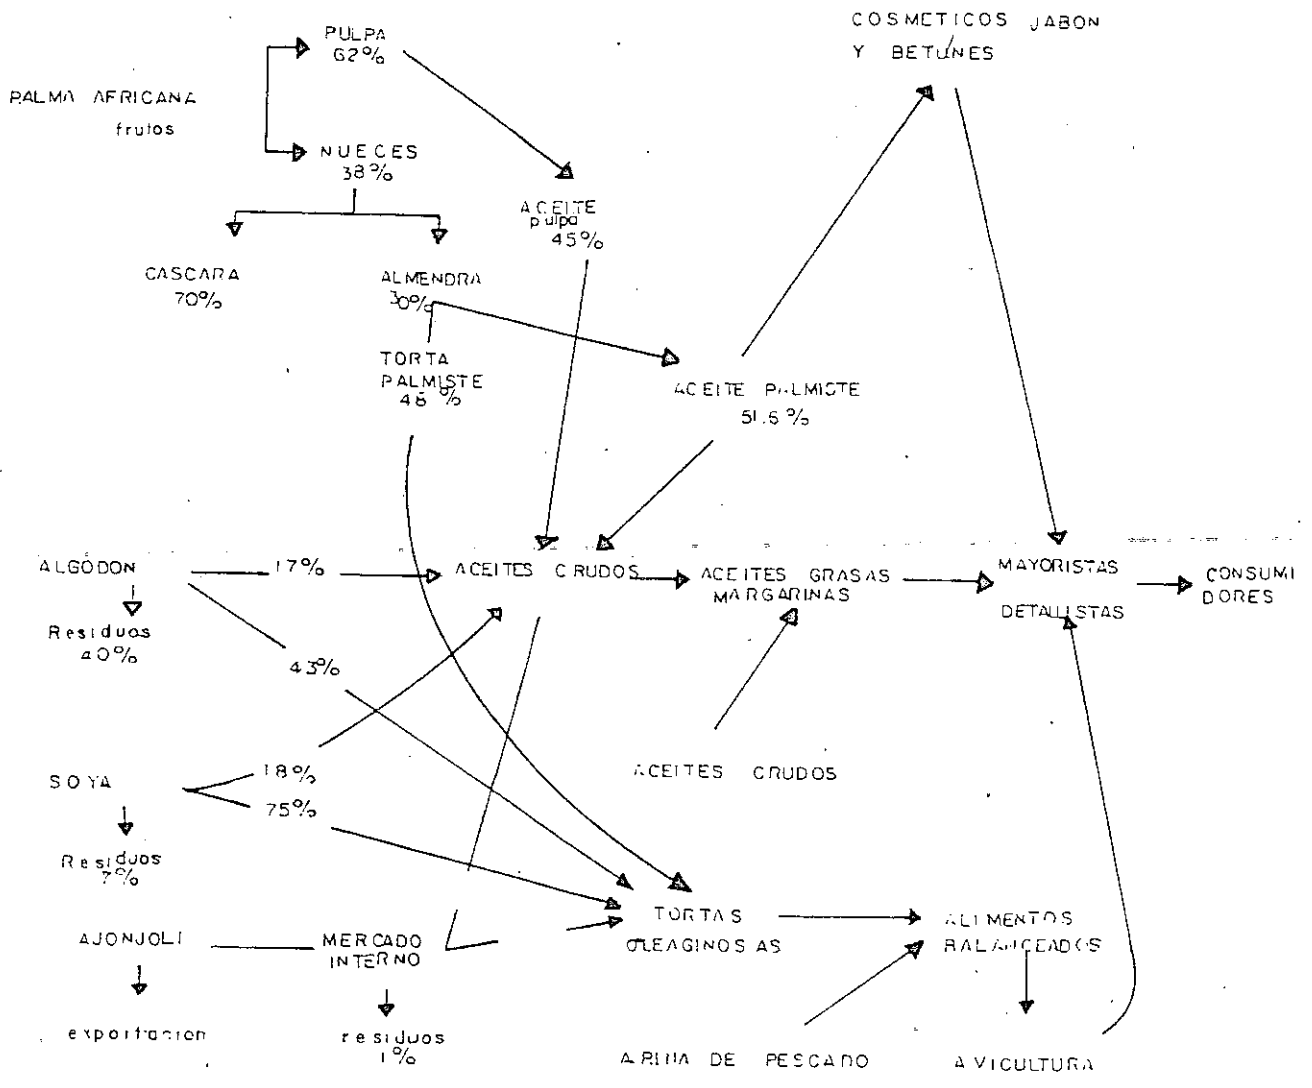 COSMETICOS JABON
Y BETUNES
PULPA
62%
PALMA AFRICANA
frutos
NUECES
38%
ACEITE
pulpa
45%
CASCARA
70%
ALMENDRA
30%
TORTA
PALMISTE
48 %
ACEITE PALMISTE
51.6 %
ALGODON
17%
ACEITES CRUDOS
ACEITES GRASAS
MARGARINAS
MAYORISTAS
DETALLISTAS
CONSUMI
DORES
Residuos
40%
43%
SOYA
18%
75%
ACEITES CRUDOS
Residuos
7%
TORTAS
OLEAGINOSAS
ALIMENTOS
BALANCEADOS
AJONJOLI
MERCADO
INTERNO
exportacion
residuos
1%
ARINA DE PESCADO
AVICULTURA